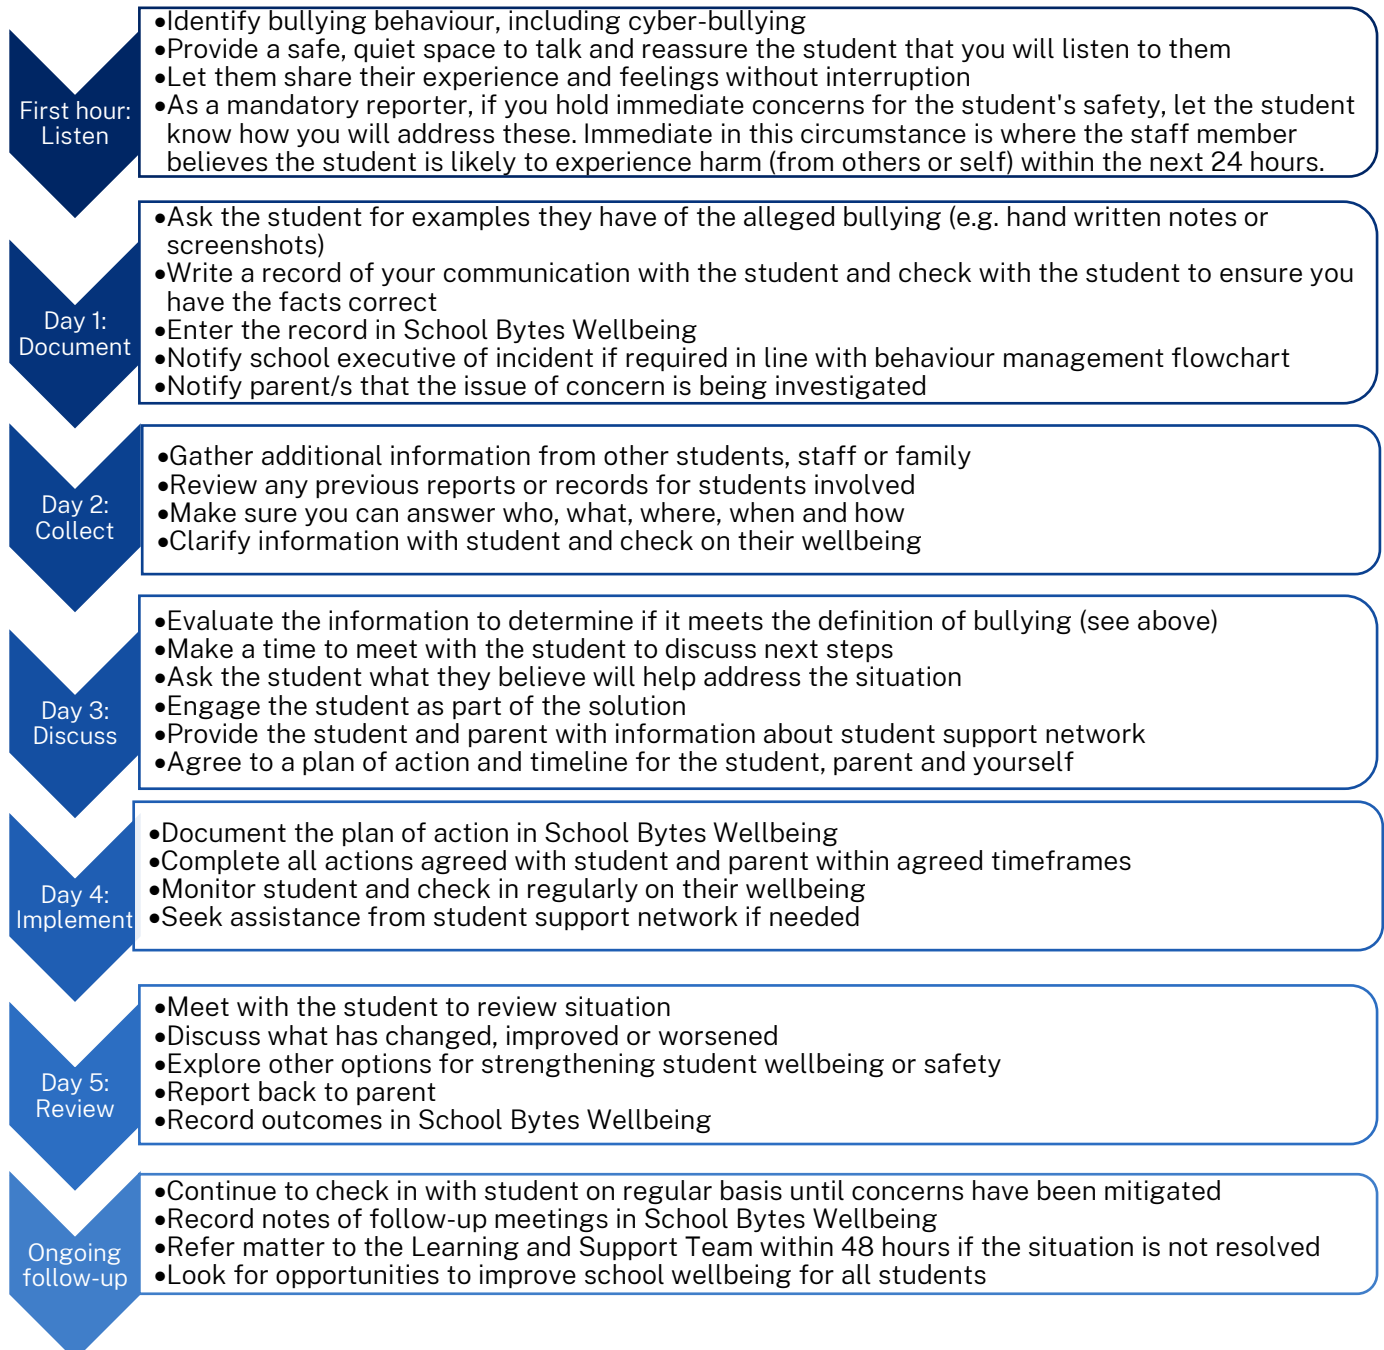 First hour:
Listen
•Identify bullying behaviour, including cyber-bullying
•Provide a safe, quiet space to talk and reassure the student that you will listen to them
•Let them share their experience and feelings without interruption
•As a mandatory reporter, if you hold immediate concerns for the student's safety, let the student
know how you will address these. Immediate in this circumstance is where the staff member
believes the student is likely to experience harm (from others or self) within the next 24 hours.
Day 1:
Document
•Ask the student for examples they have of the alleged bullying (e.g. hand written notes or
screenshots)
•Write a record of your communication with the student and check with the student to ensure you
have the facts correct
•Enter the record in School Bytes Wellbeing
•Notify school executive of incident if required in line with behaviour management flowchart
•Notify parent/s that the issue of concern is being investigated
Day 2:
Collect
•Gather additional information from other students, staff or family
•Review any previous reports or records for students involved
•Make sure you can answer who, what, where, when and how
•Clarify information with student and check on their wellbeing
Day 3:
Discuss
•Evaluate the information to determine if it meets the definition of bullying (see above)
•Make a time to meet with the student to discuss next steps
•Ask the student what they believe will help address the situation
•Engage the student as part of the solution
•Provide the student and parent with information about student support network
•Agree to a plan of action and timeline for the student, parent and yourself
Day 4:
Implement
•Document the plan of action in School Bytes Wellbeing
•Complete all actions agreed with student and parent within agreed timeframes
•Monitor student and check in regularly on their wellbeing
•Seek assistance from student support network if needed
Day 5:
Review
•Meet with the student to review situation
•Discuss what has changed, improved or worsened
•Explore other options for strengthening student wellbeing or safety
•Report back to parent
•Record outcomes in School Bytes Wellbeing
Ongoing
follow-up
•Continue to check in with student on regular basis until concerns have been mitigated
•Record notes of follow-up meetings in School Bytes Wellbeing
•Refer matter to the Learning and Support Team within 48 hours if the situation is not resolved
•Look for opportunities to improve school wellbeing for all students